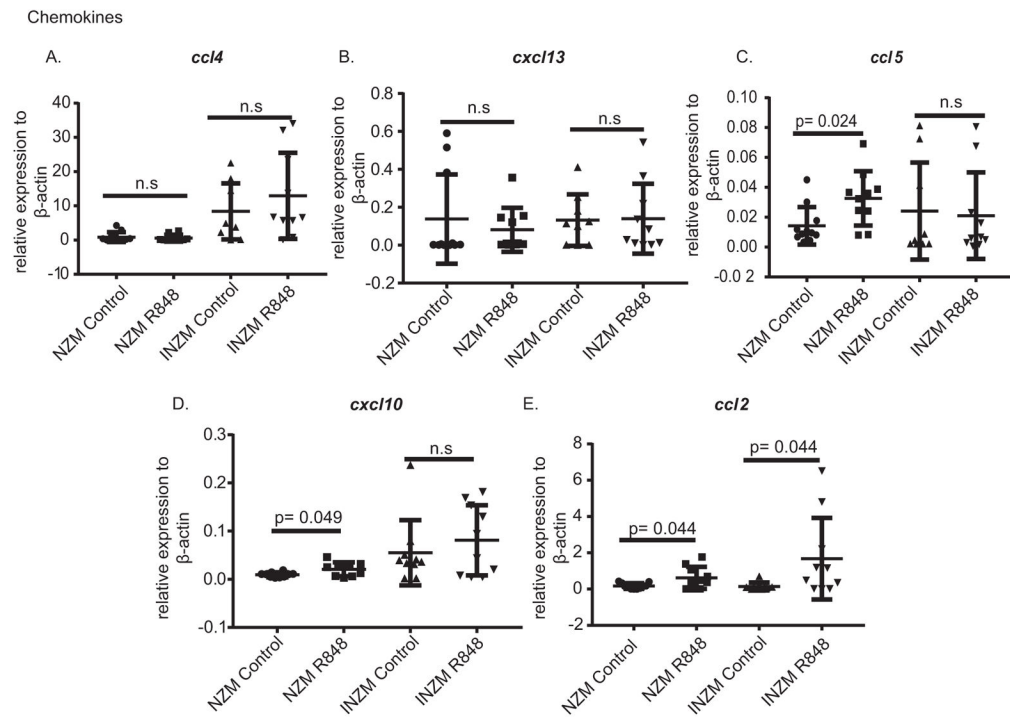 Chemokines
A.
ccl4
relative expression to
β-actin
40
30
20
10
0
-10
n.s
n.s
NZM Control
NZM R848
INZM Control
INZM R848
B.
cxcl13
relative expression to
β-actin
0.8
0.6
0.4
0.2
0.0
-0.2
n.s
n.s
NZM Control
NZM R848
INZM Control
INZM R848
C.
ccl5
relative expression to
β-actin
0.10
0.08
0.06
0.04
0.02
0.00
-0.0 2
p= 0.024
n.s
NZM Control
NZM R848
INZM Control
INZM R848
D.
cxcl10
relative expression to
β-actin
0.3
0.2
0.1
0.0
-0.1
p= 0.049
n.s
NZM Control
NZM R848
INZM Control
INZM R848
E.
ccl2
relative expression to
β-actin
8
6
4
2
0
-2
p= 0.044
p= 0.044
NZM Control
NZM R848
INZM Control
INZM R848